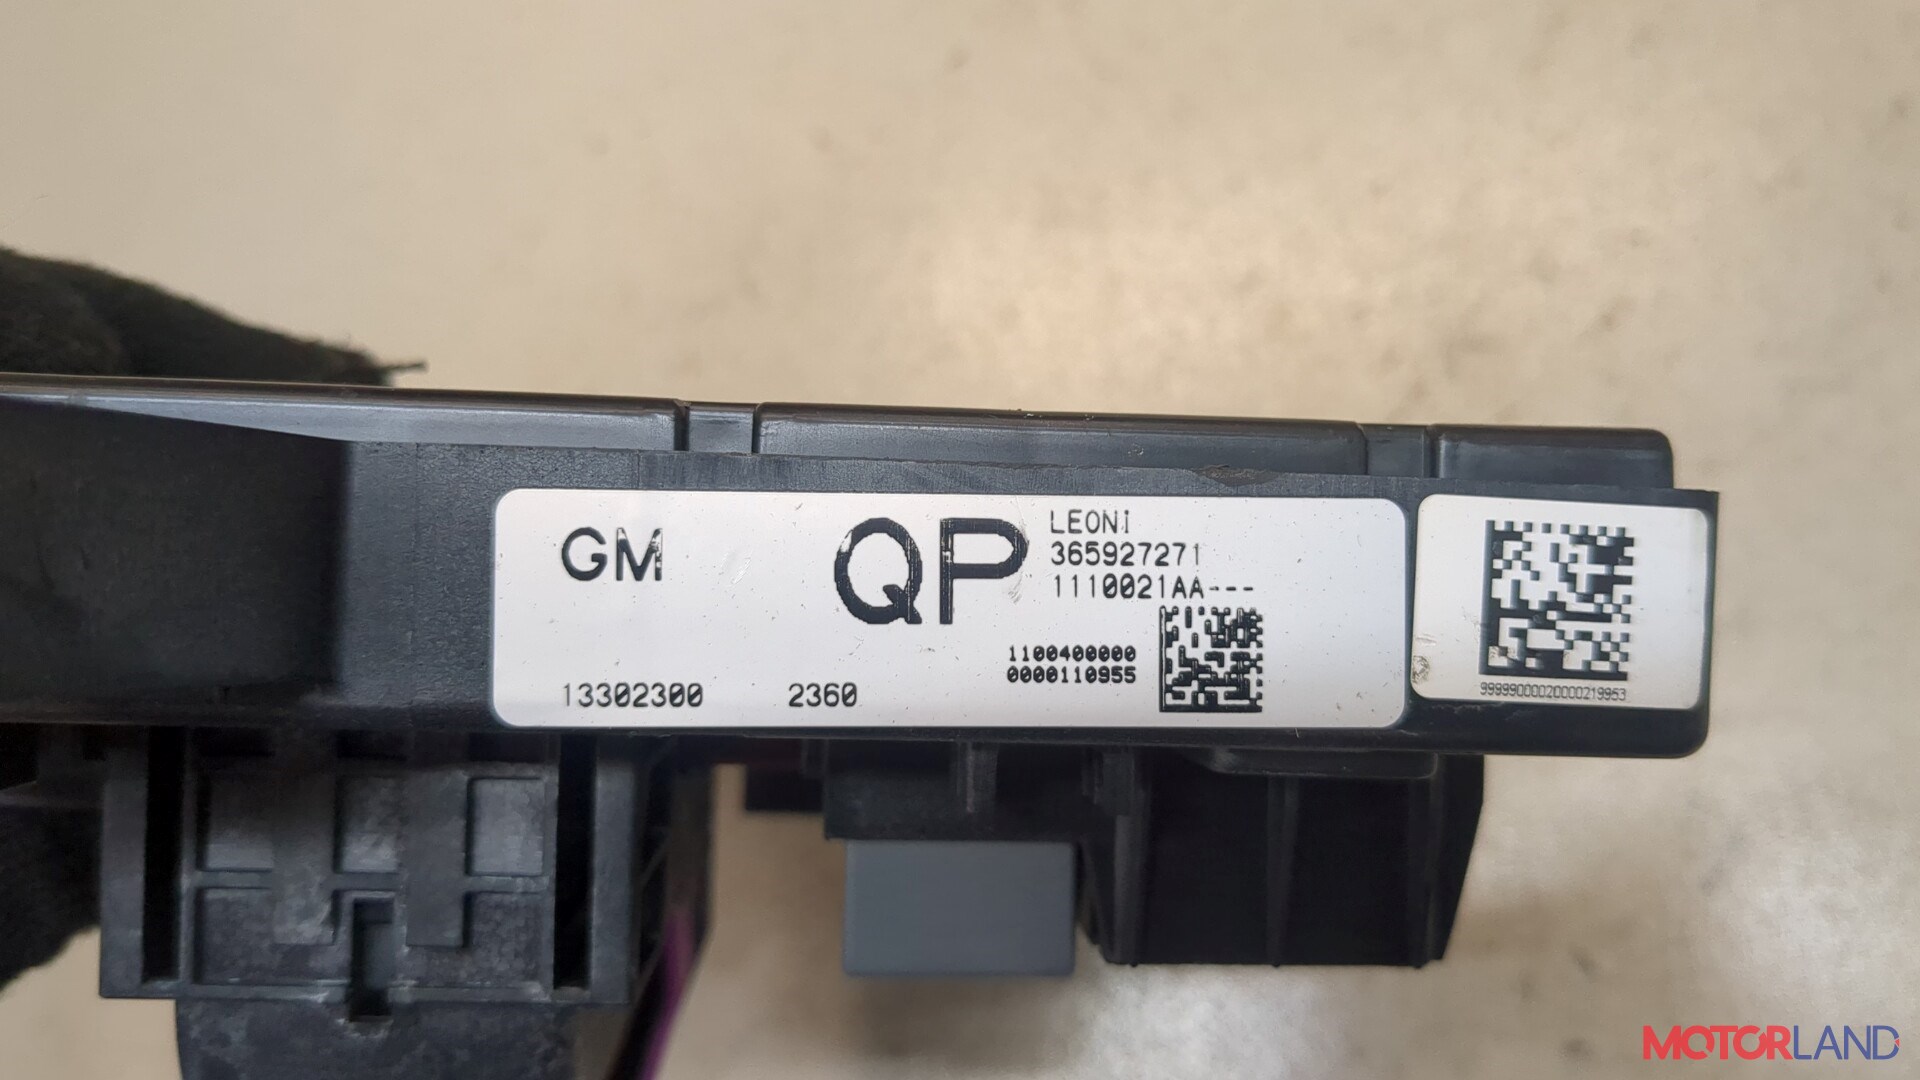 GM
QP
LEONI
365927271
1110021AA---
1100400000
0000110955
13302300
2360
99999000020000219953
MOTORLAND